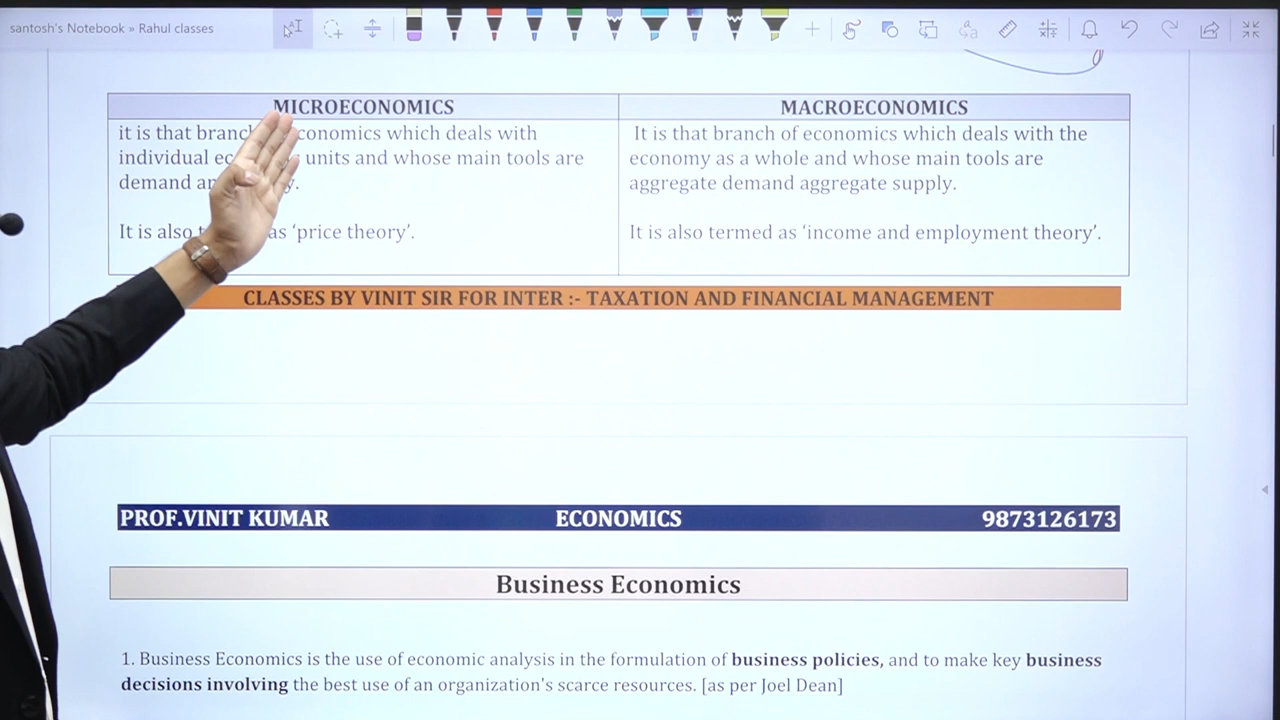 santosh's Notebook » Rahul classes
MICROECONOMICS
it is that branch economics which deals with
individual units and whose main tools are
demand
It is also as ‘price theory’.
MACROECONOMICS
It is that branch of economics which deals with the
economy as a whole and whose main tools are
aggregate demand aggregate supply.
It is also termed as ‘income and employment theory’.
CLASSES BY VINIT SIR FOR INTER :- TAXATION AND FINANCIAL MANAGEMENT
PROF.VINIT KUMAR ECONOMICS 9873126173
Business Economics
1. Business Economics is the use of economic analysis in the formulation of business policies, and to make key business
decisions involving the best use of an organization's scarce resources. [as per Joel Dean]